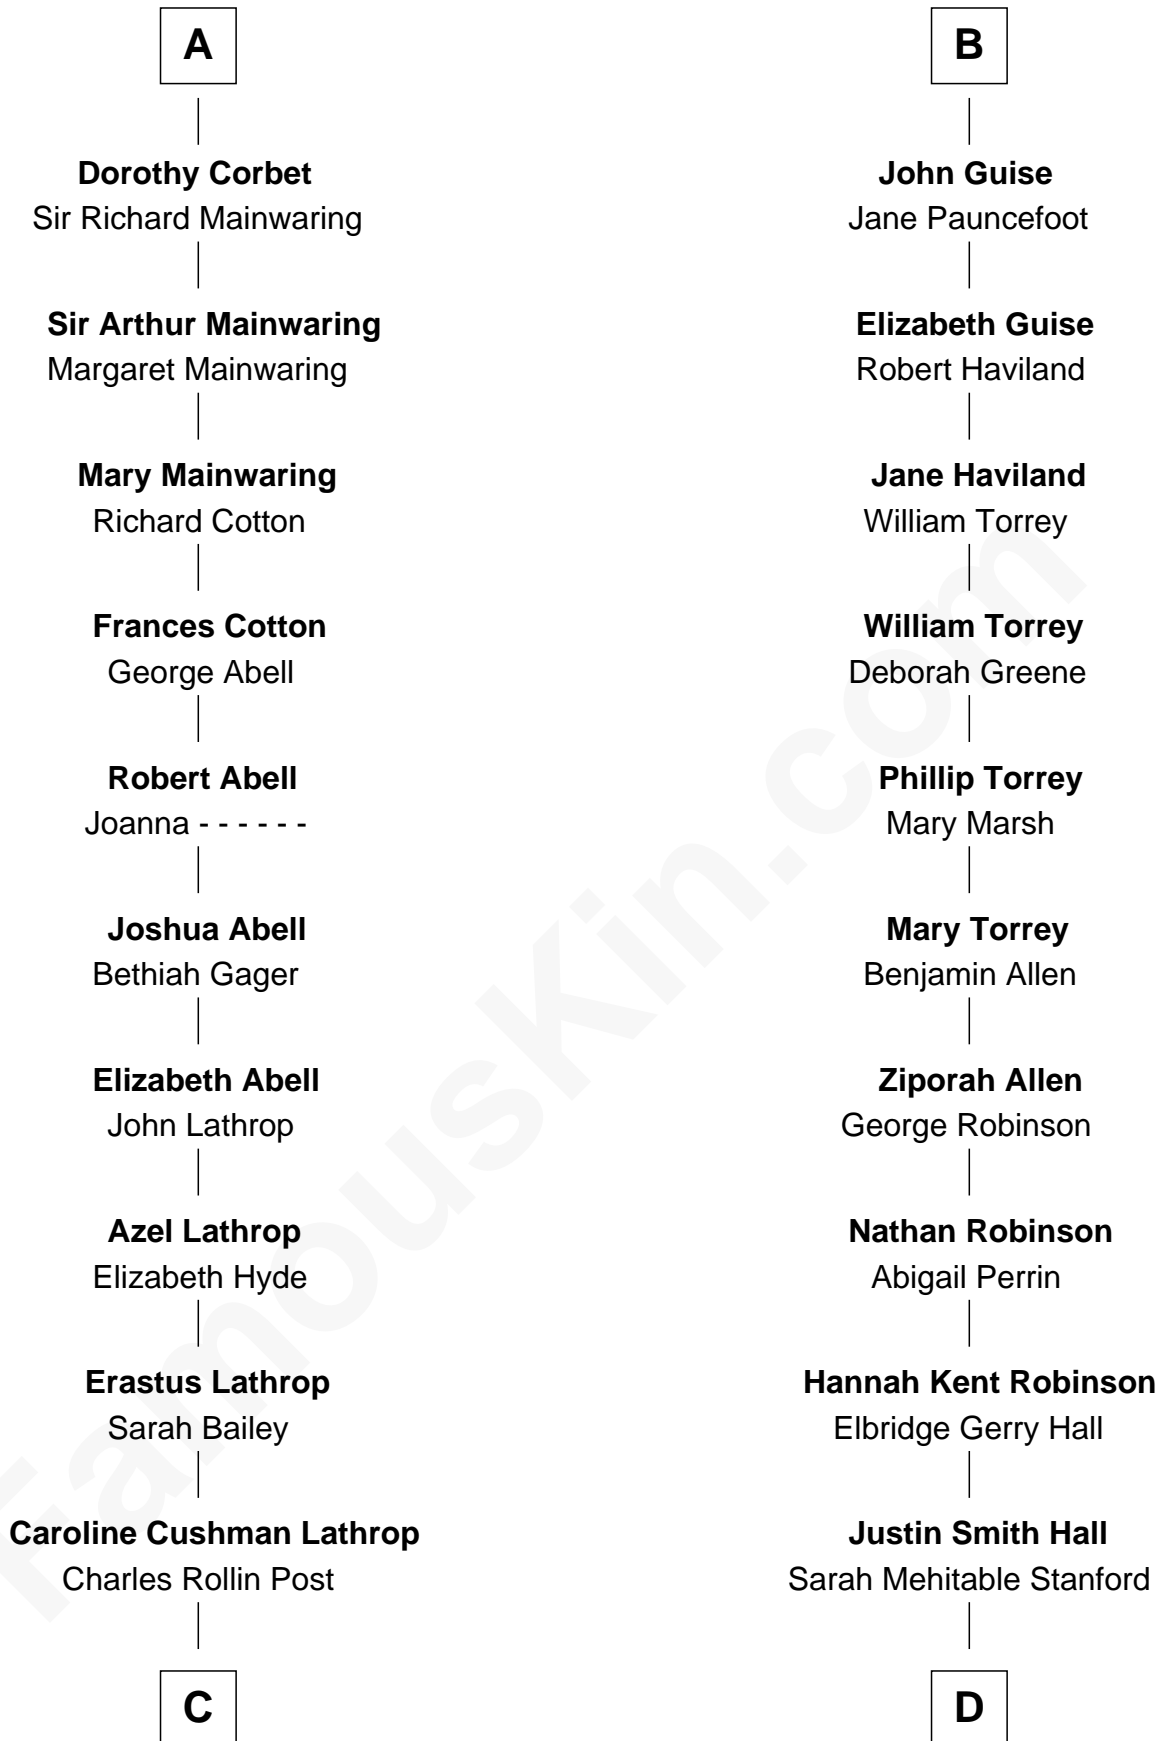 A
Dorothy Corbet
Sir Richard Mainwaring
Sir Arthur Mainwaring
Margaret Mainwaring
Mary Mainwaring
Richard Cotton
Frances Cotton
George Abell
Robert Abell
Joanna - - - - - -
Joshua Abell
Bethiah Gager
Elizabeth Abell
John Lathrop
Azel Lathrop
Elizabeth Hyde
Erastus Lathrop
Sarah Bailey
Caroline Cushman Lathrop
Charles Rollin Post
C
B
John Guise
Jane Pauncefoot
Elizabeth Guise
Robert Haviland
Jane Haviland
William Torrey
William Torrey
Deborah Greene
Phillip Torrey
Mary Marsh
Mary Torrey
Benjamin Allen
Ziporah Allen
George Robinson
Nathan Robinson
Abigail Perrin
Hannah Kent Robinson
Elbridge Gerry Hall
Justin Smith Hall
Sarah Mehitable Stanford
D
FamousKin.com